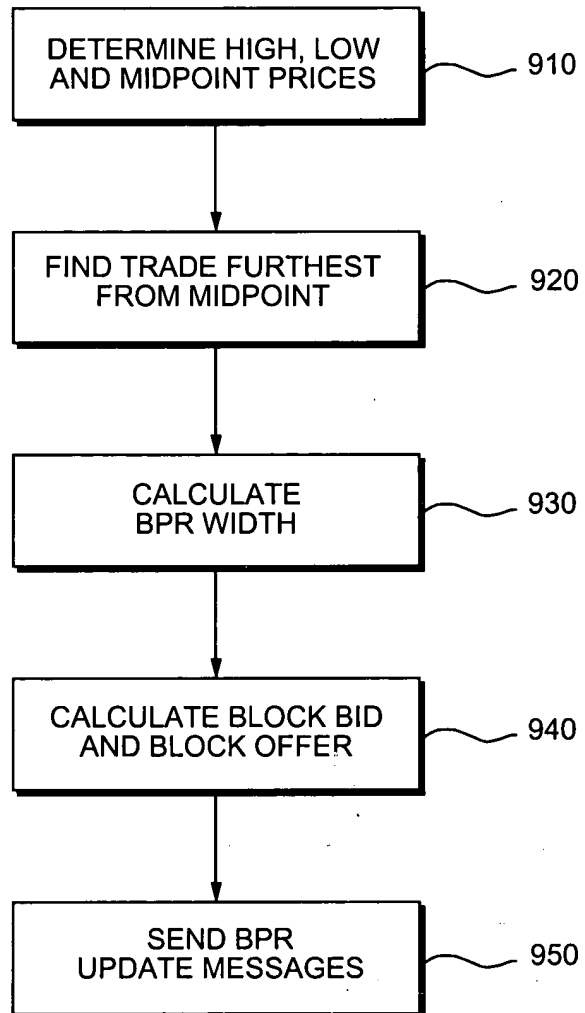 DETERMINE HIGH, LOW
AND MIDPOINT PRICES
910
FIND TRADE FURTHEST
FROM MIDPOINT
920
CALCULATE
BPR WIDTH
930
CALCULATE BLOCK BID
AND BLOCK OFFER
940
SEND BPR
UPDATE MESSAGES
950